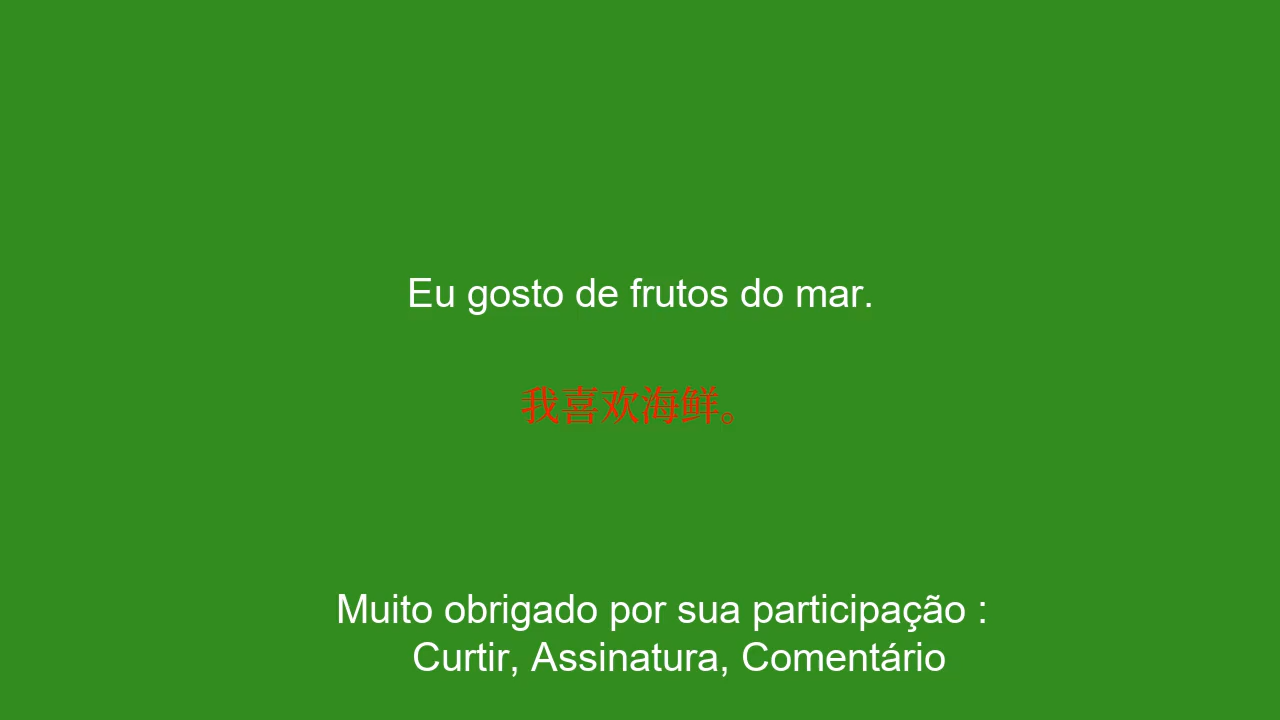 Eu gosto de frutos do mar.
我喜欢海鲜。
Muito obrigado por sua participação :
Curtir, Assinatura, Comentário